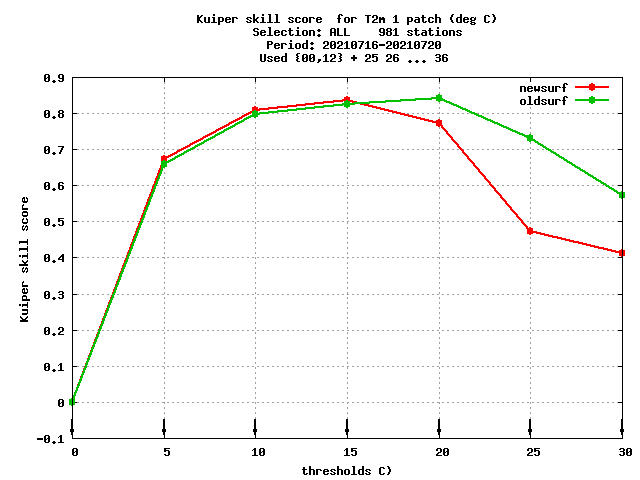 Kuiper skill score  for T2m 1 patch (deg C)
Selection: ALL    981 stations
Period: 20210716-20210720
Used {00,12} + 25 26 ... 36
newsurf
oldsurf
Kuiper skill score
0.9
0.8
0.7
0.6
0.5
0.4
0.3
0.2
0.1
0
-0.1
0 5 10 15 20 25 30
thresholds C)